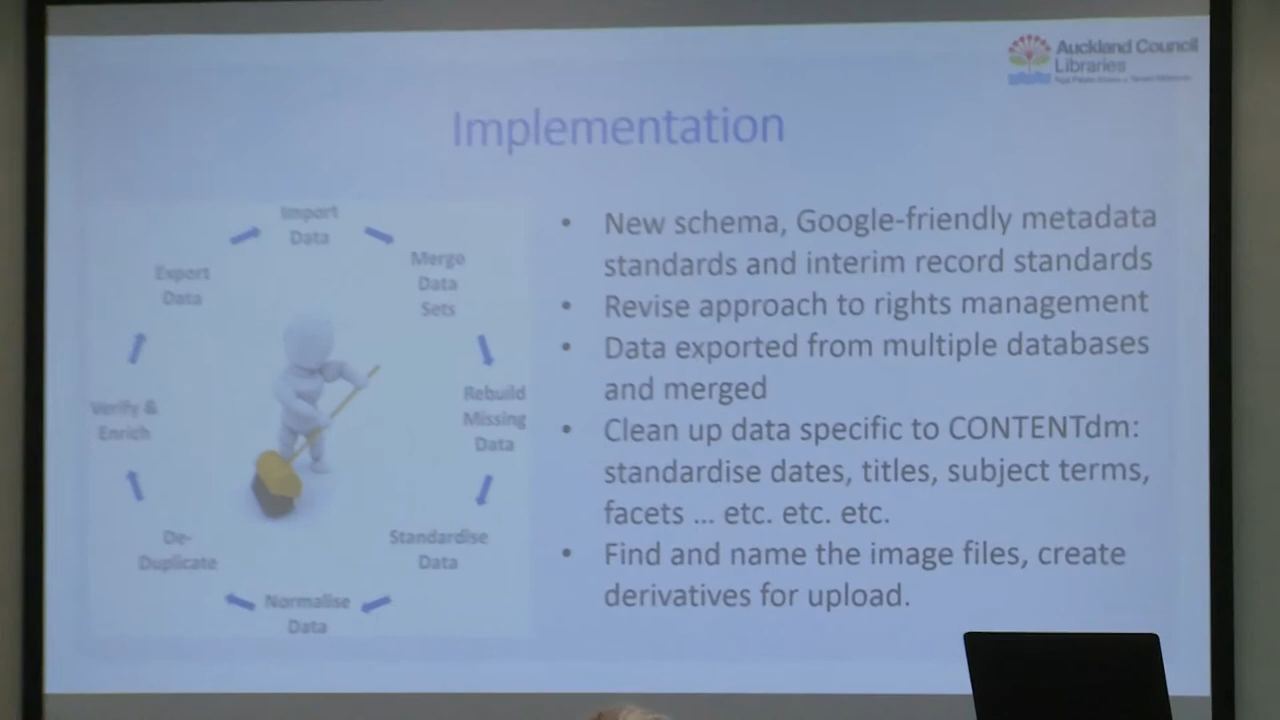 Auckland Council
Libraries
Implementation
Import
Data
Merge
Data
Sets
Rebuild
Missing
Data
Standardise
Data
Normalise
Data
De-
Duplicate
Verify &
Enrich
Export
Data
• New schema, Google-friendly metadata
standards and interim record standards
• Revise approach to rights management
• Data exported from multiple databases
and merged
• Clean up data specific to CONTENTdm:
standardise dates, titles, subject terms,
facets ... etc. etc. etc.
• Find and name the image files, create
derivatives for upload.